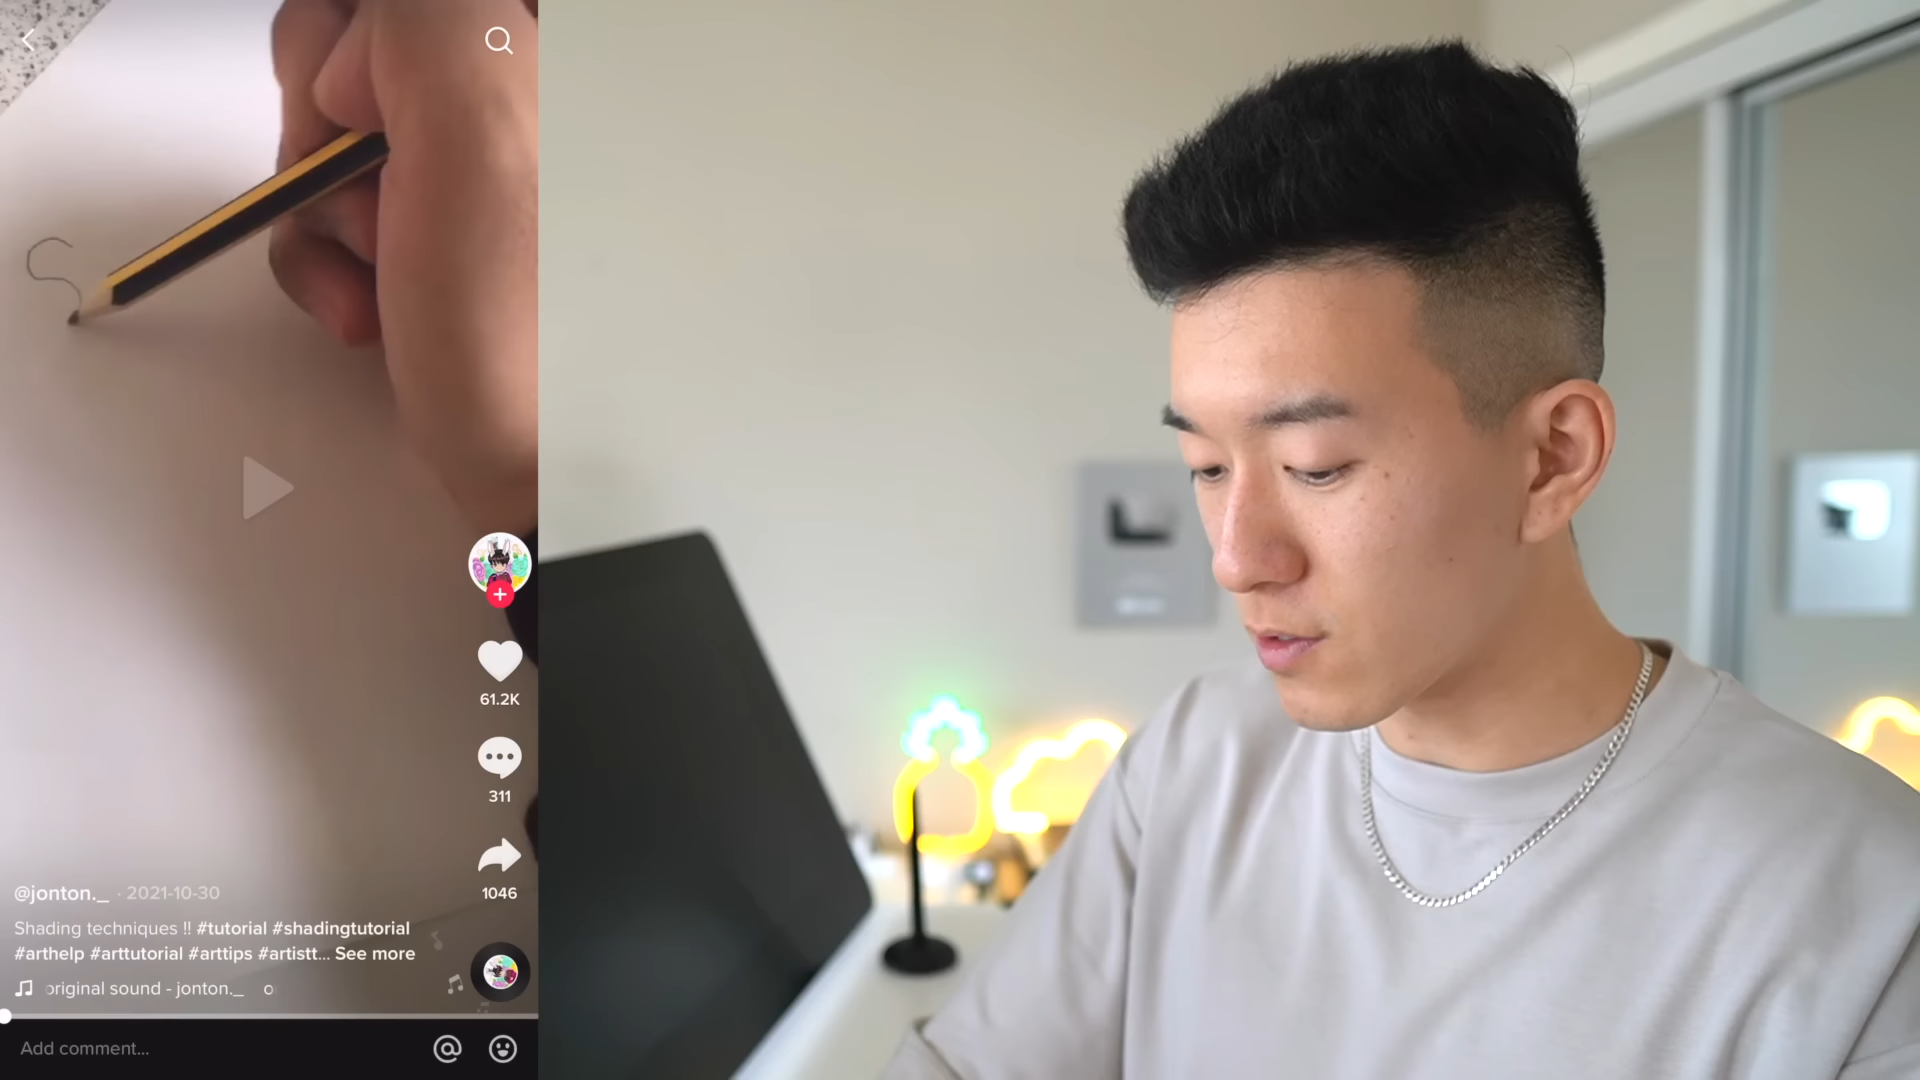 61.2K
311
1046
@jonton._ · 2021-10-30
Shading techniques !! #tutorial #shadingtutorial
#arthelp #arttutorial #arttips #artistt... See more
original sound - jonton._ o
Add comment...